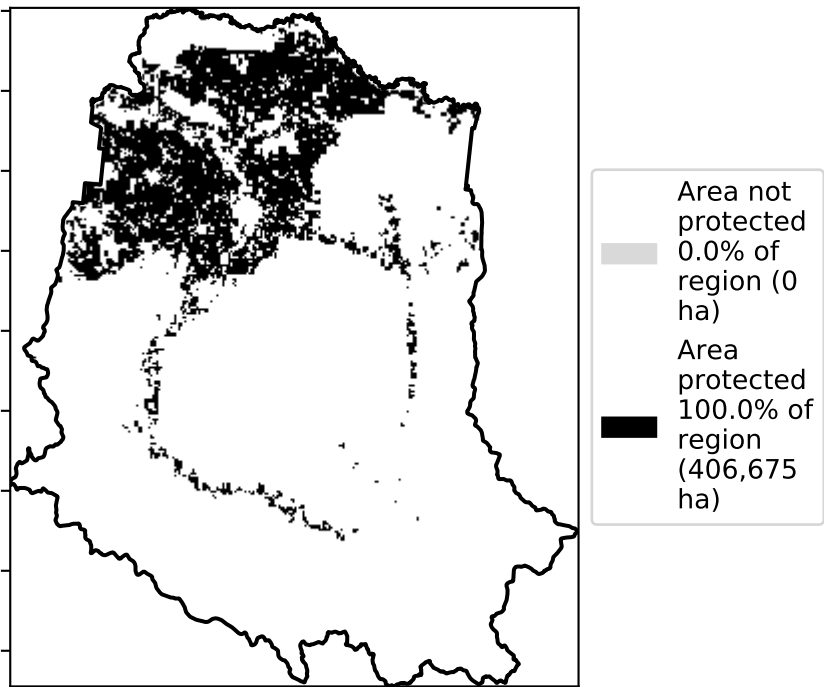 Area not
protected
0.0% of
region (0
ha)
Area
protected
100.0% of
region
(406,675
ha)